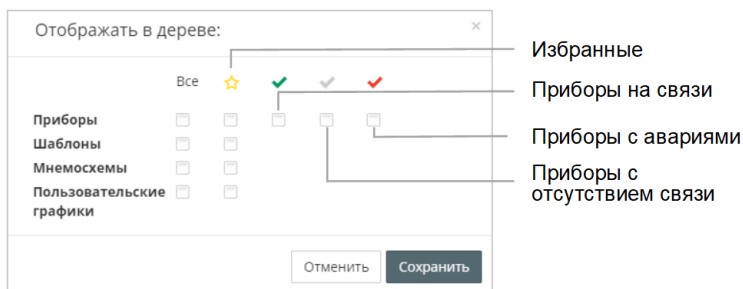 Отображать в дереве:
×
Избранные
Все
Приборы на связи
Приборы
Шаблоны
Приборы с авариями
Мнемосхемы
Приборы с
отсутствием связи
Пользовательские
графики
Отменить
Сохранить